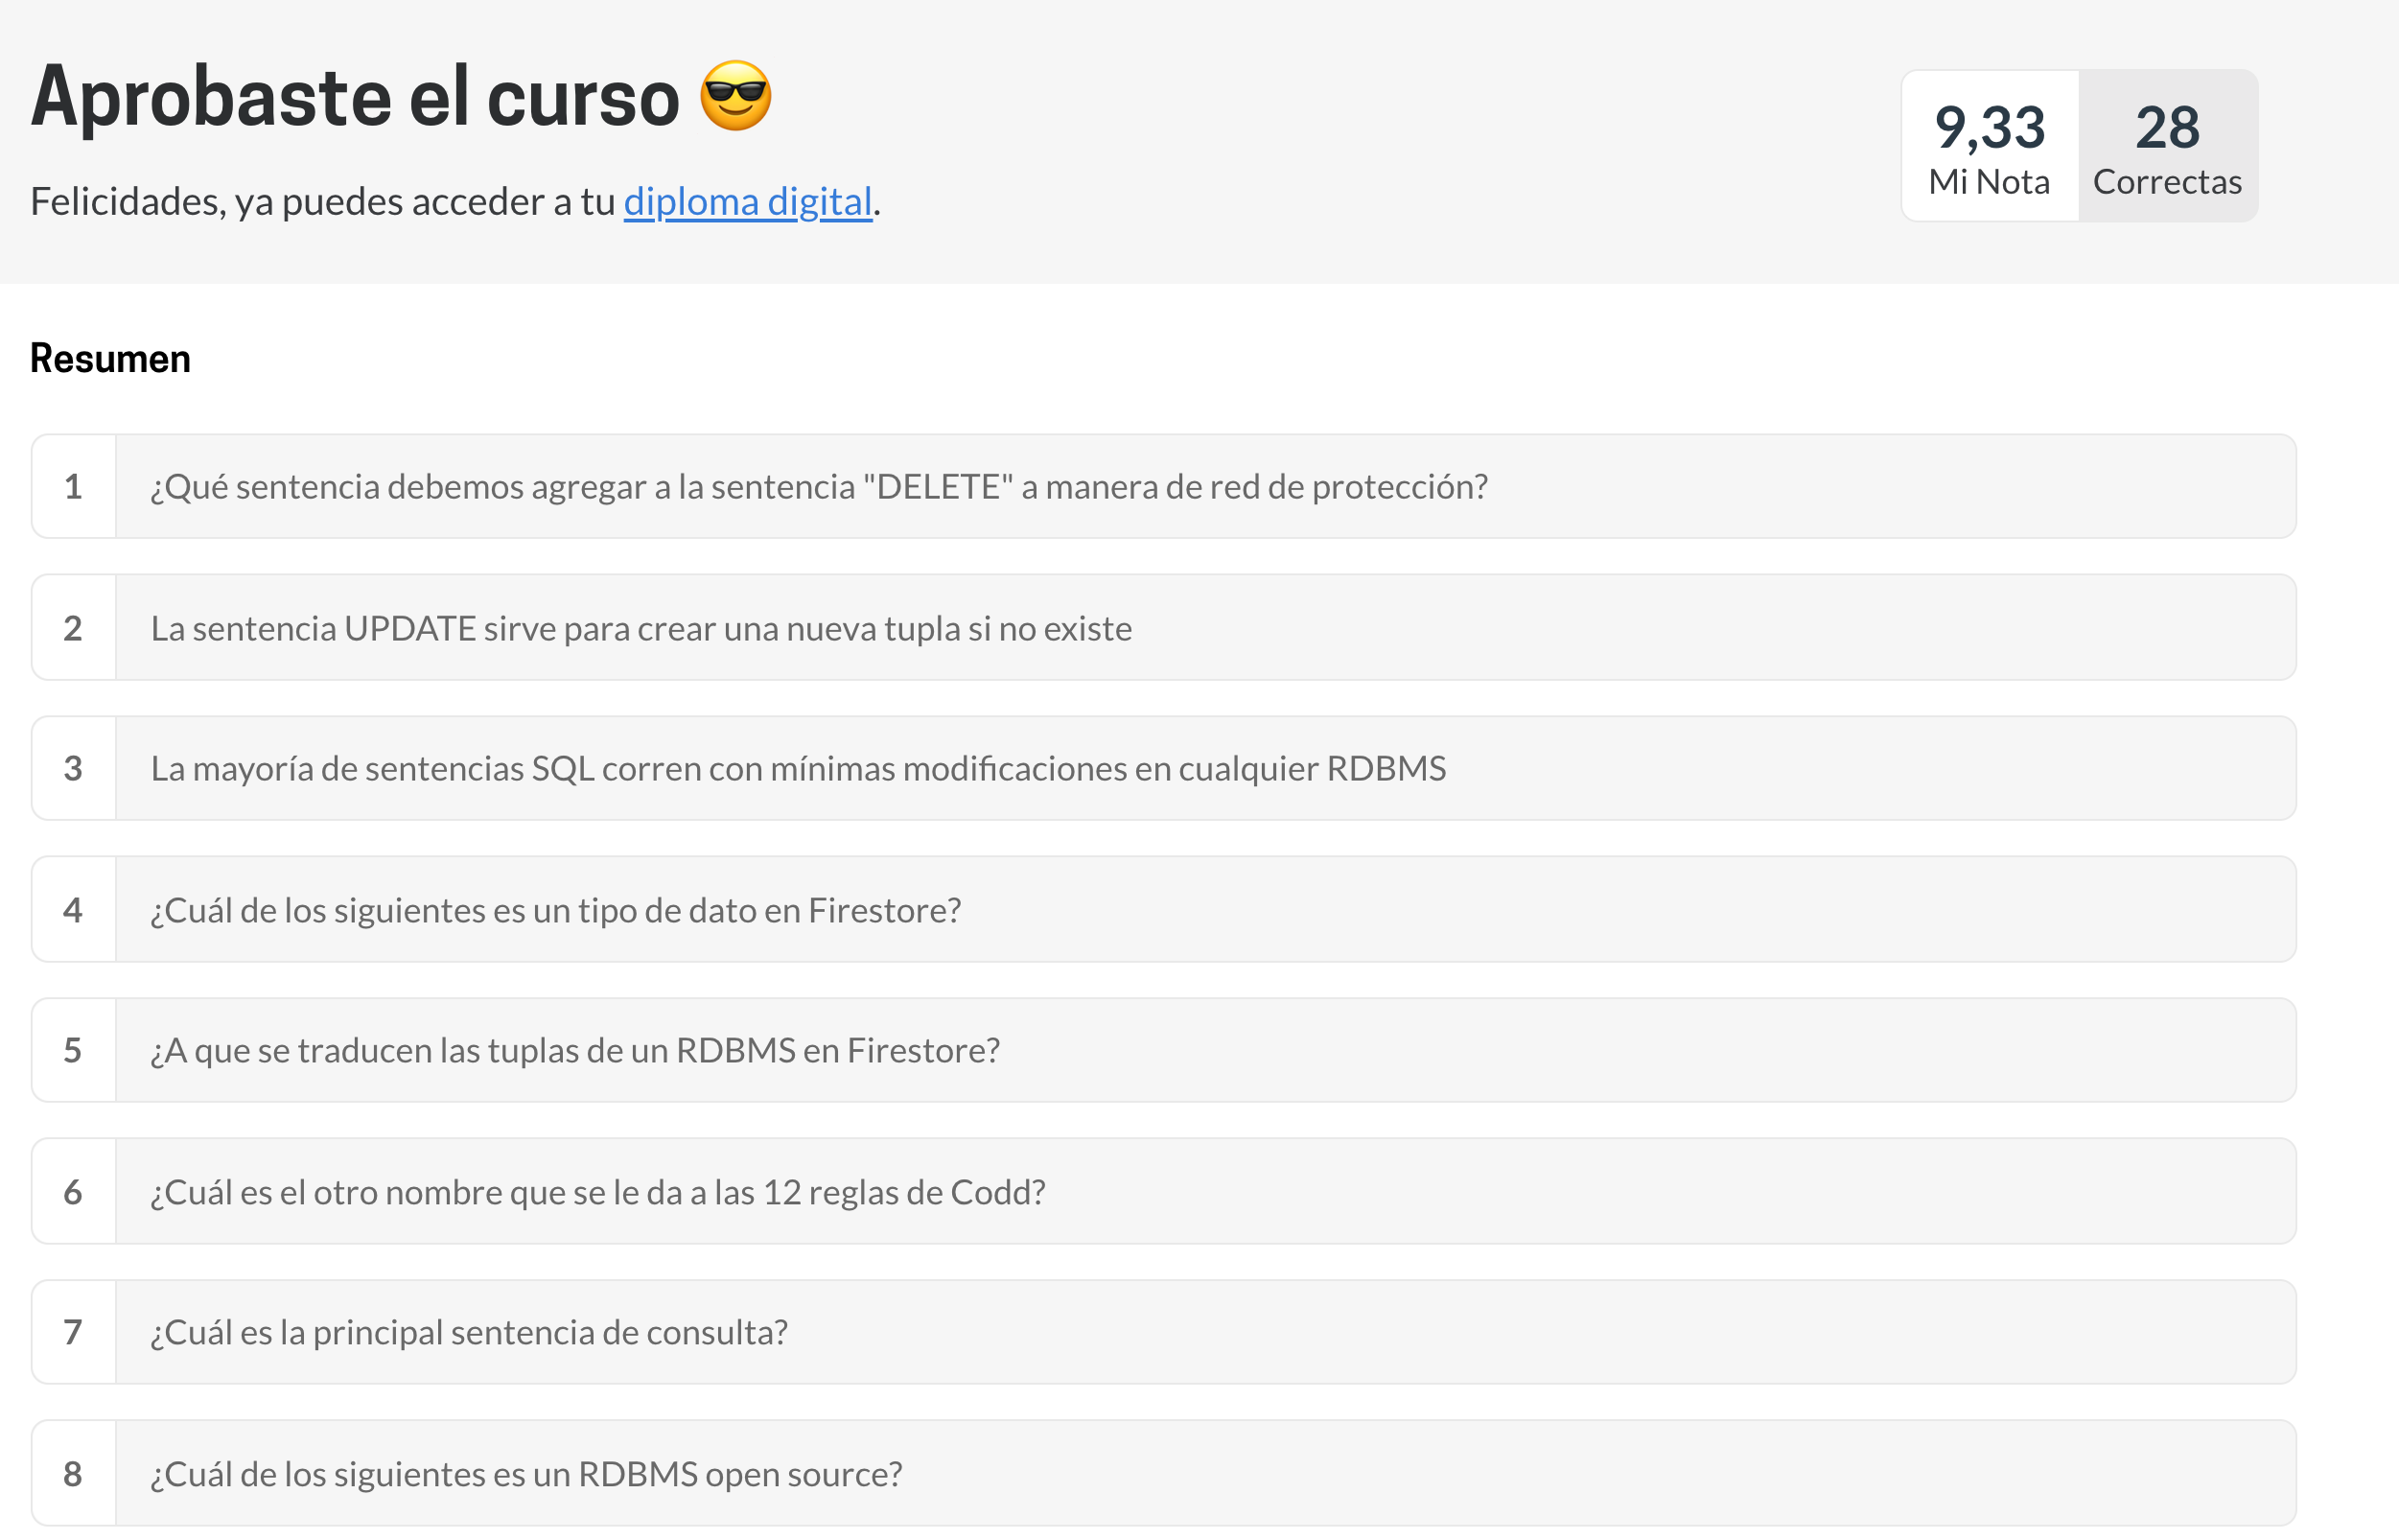 Aprobaste el curso 😎
Felicidades, ya puedes acceder a tu diploma digital.
9,33
Mi Nota
28
Correctas
Resumen
1 ¿Qué sentencia debemos agregar a la sentencia "DELETE" a manera de red de protección?
2 La sentencia UPDATE sirve para crear una nueva tupla si no existe
3 La mayoría de sentencias SQL corren con mínimas modificaciones en cualquier RDBMS
4 ¿Cuál de los siguientes es un tipo de dato en Firestore?
5 ¿A que se traducen las tuplas de un RDBMS en Firestore?
6 ¿Cuál es el otro nombre que se le da a las 12 reglas de Codd?
7 ¿Cuál es la principal sentencia de consulta?
8 ¿Cuál de los siguientes es un RDBMS open source?